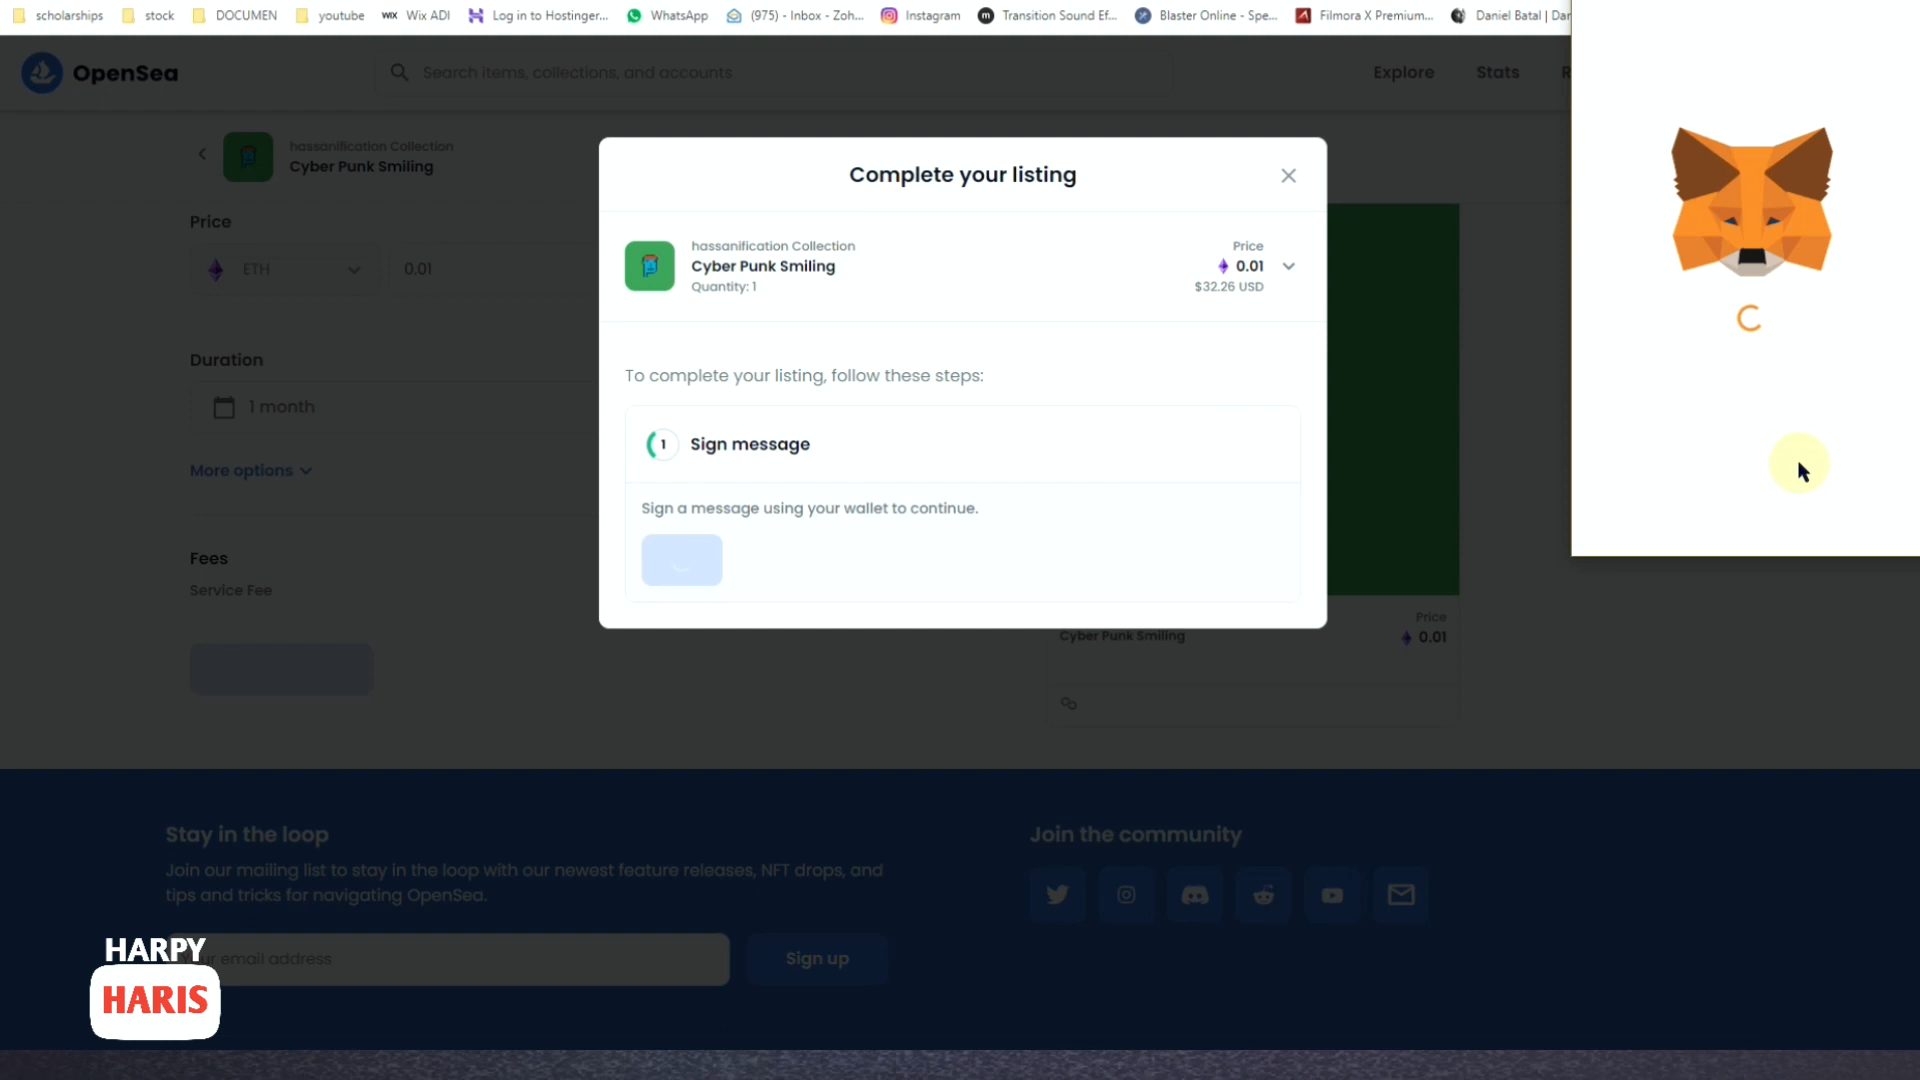 scholarships stock DOCUMEN youtube WIX Wix ADI Log in to Hostinger... WhatsApp (975) - Inbox - Zoh... Instagram m Transition Sound Ef... Blaster Online - Spe... Filmora X Premium... Daniel Batal | Dar
OpenSea Search items, collections, and accounts Explore Stats R
hassanification Collection
Cyber Punk Smiling
Complete your listing
Price
ETH 0.01
hassanification Collection
Cyber Punk Smiling
Quantity: 1
Price
0.01
$32.26 USD
Duration
1 month
More options
To complete your listing, follow these steps:
1 Sign message
Sign a message using your wallet to continue.
Fees
Service Fee
Cyber Punk Smiling
Price
0.01
Stay in the loop
Join our mailing list to stay in the loop with our newest feature releases, NFT drops, and
tips and tricks for navigating OpenSea.
email address
Sign up
Join the community
HARPY
HARIS